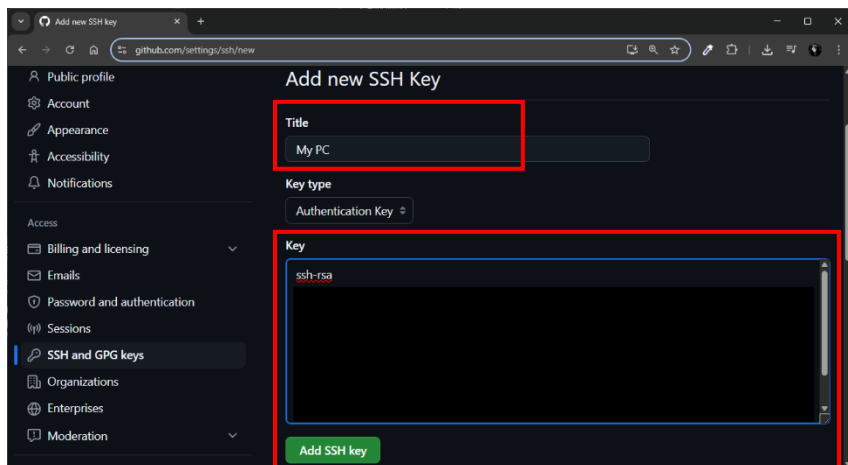 Add new SSH key
github.com/settings/ssh/new
Public profile
Account
Appearance
Accessibility
Notifications
Access
Billing and licensing
Emails
Password and authentication
Sessions
SSH and GPG keys
Organizations
Enterprises
Moderation
Add new SSH Key
Title
My PC
Key type
Authentication Key
Key
ssh-rsa
Add SSH key